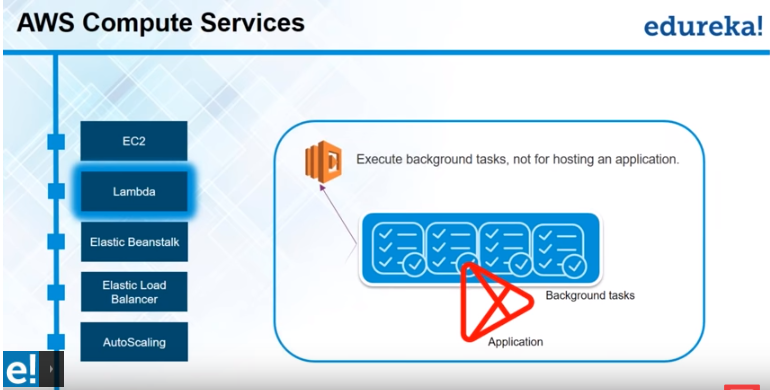 AWS Compute Services
edureka!
EC2
Lambda
Elastic Beanstalk
Elastic Load
Balancer
AutoScaling
Execute background tasks, not for hosting an application.
Background tasks
Application
e!